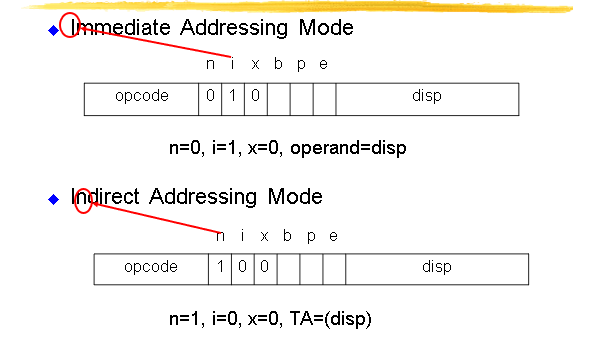 Immediate Addressing Mode
n i x b p e
opcode 0 1 0 disp
n=0, i=1, x=0, operand=disp
Indirect Addressing Mode
n i x b p e
opcode 1 0 0 disp
n=1, i=0, x=0, TA=(disp)